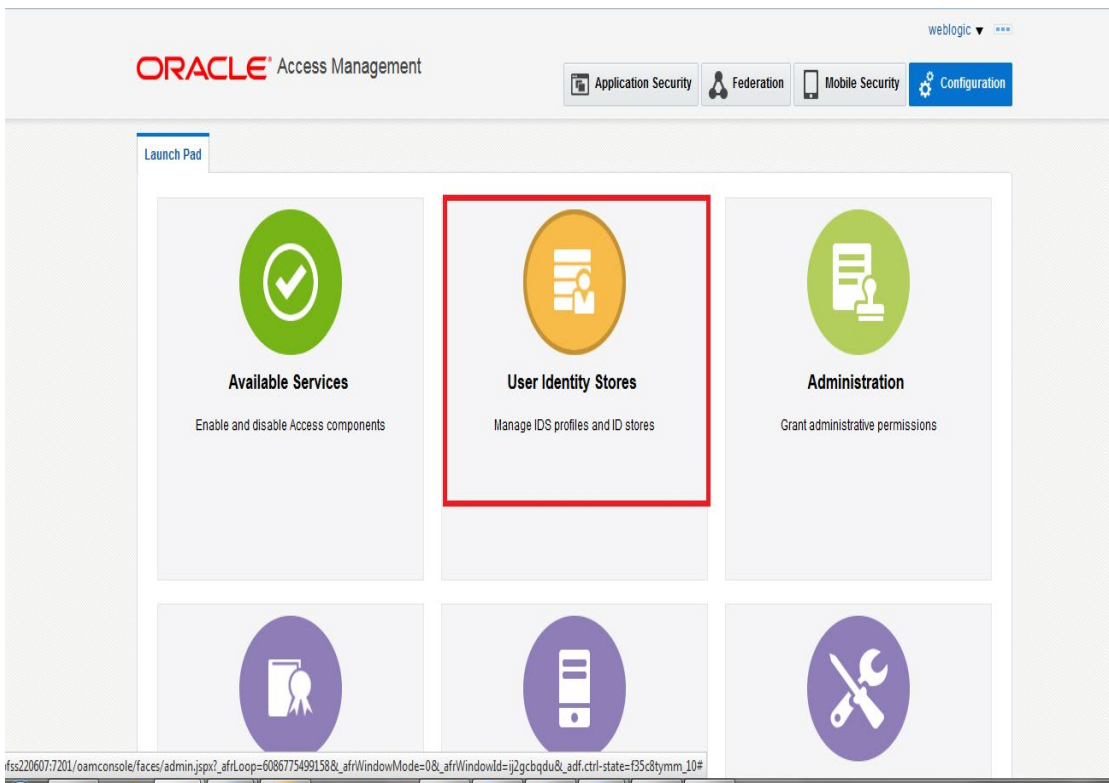 weblogic
ORACLE® Access Management
Application Security
Federation
Mobile Security
Configuration
Launch Pad
Available Services
Enable and disable Access components
User Identity Stores
Manage IDS profiles and ID stores
Administration
Grant administrative permissions
fss220607:7201/oamconsole/faces/admin.jspx?_afrLoop=6086775499158&_afrWindowMode=0&_afrWindowId=jj2gcbqdu&_adf.ctrl-state=f35c8tymm_10#